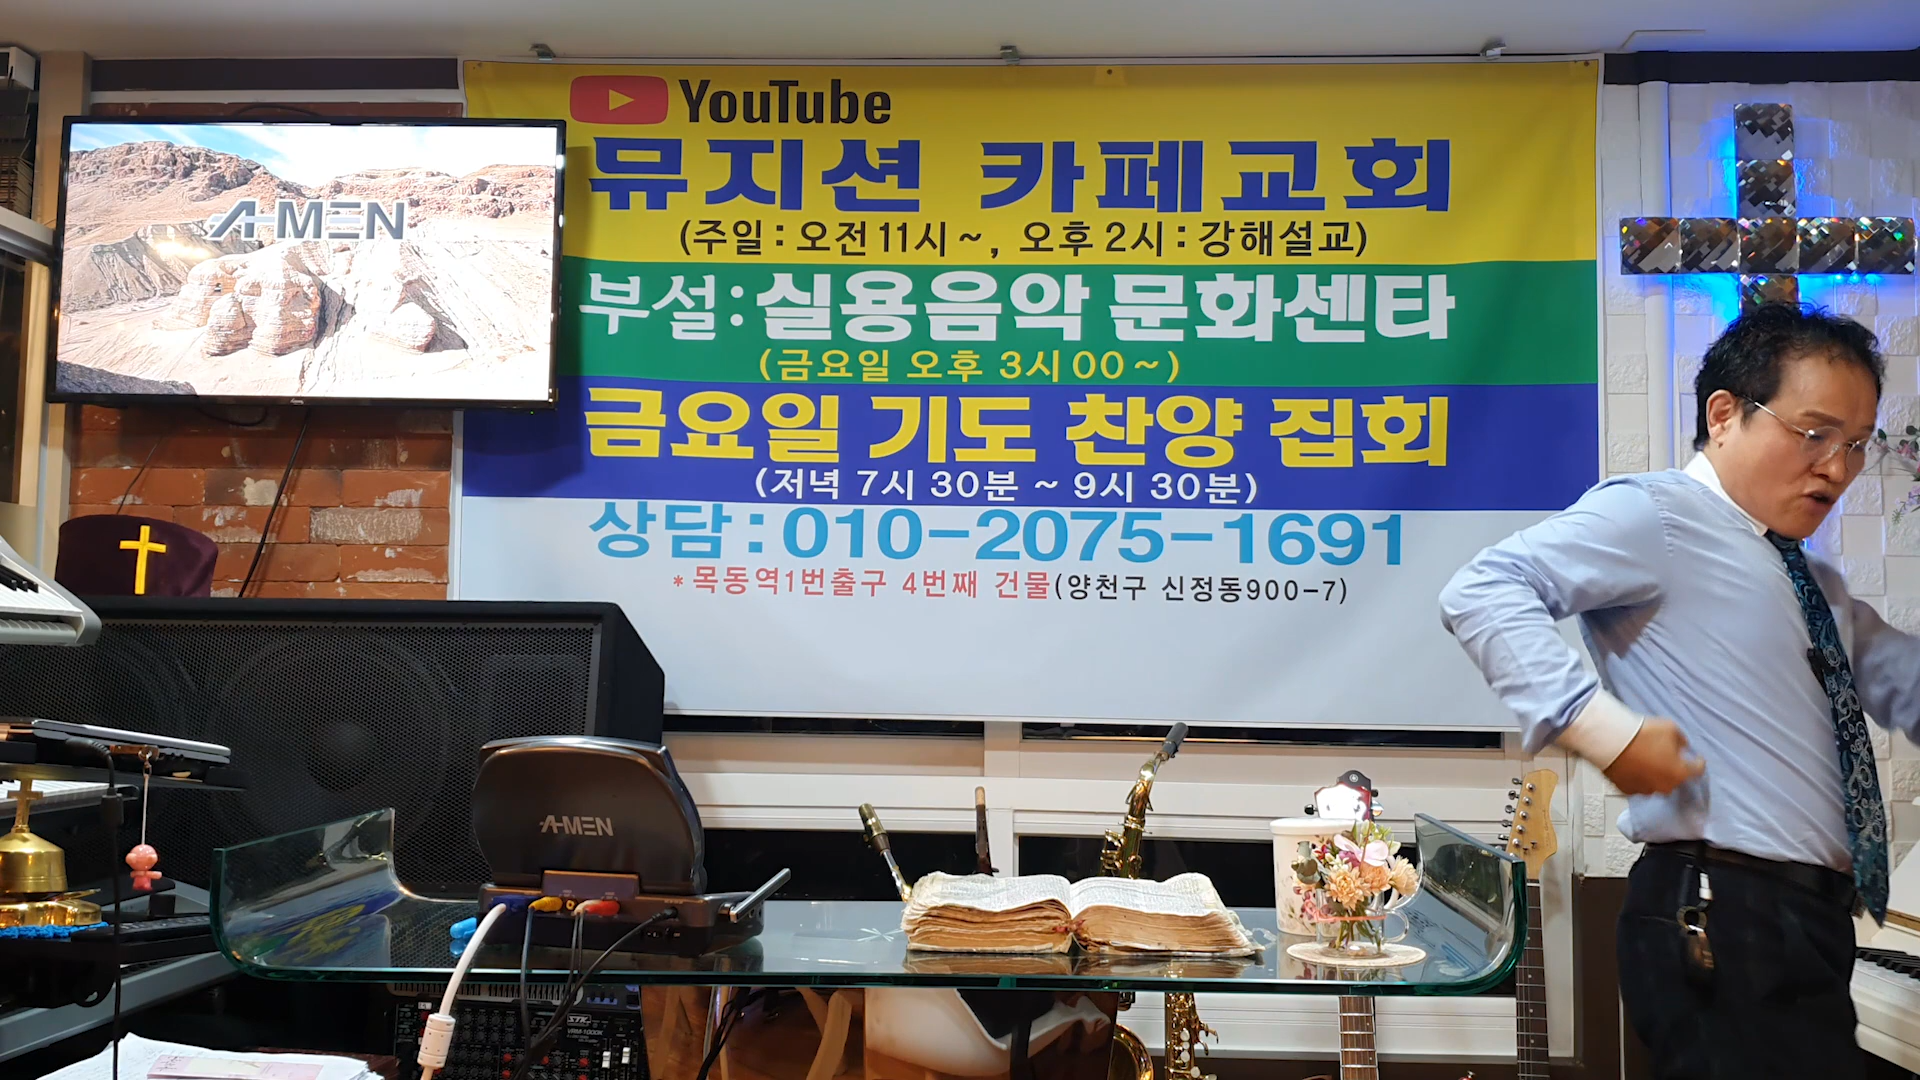 YouTube
뮤지션 카페교회
(주일:오전11시~, 오후2시:강해설교)
부설:실용음악 문화센타
(금요일 오후 3시00~)
금요일 기도 찬양 집회
(저녁 7시 30분 ~ 9시 30분)
상담:010-2075-1691
*목동역1번출구 4번째 건물(양천구 신정동900-7)
A-MEN
A-MEN